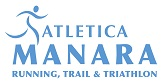 ATLETICA
MANARA
RUNNING, TRAIL & TRIATHLON